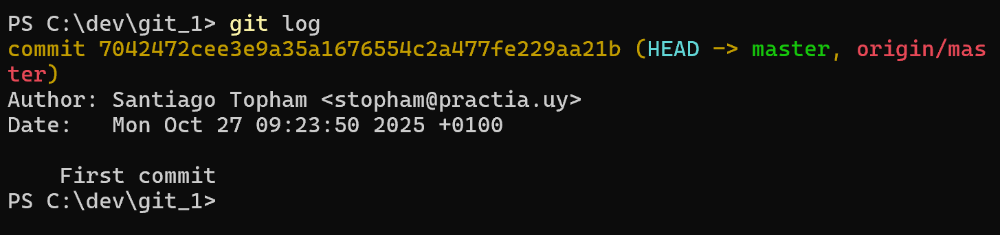 PS C:\dev\git_1> git log
commit 7042472cee3e9a35a1676554c2a477fe229aa21b (HEAD -> master, origin/mas
ter)
Author: Santiago Topham <stopham@practia.uy>
Date:   Mon Oct 27 09:23:50 2025 +0100

    First commit
PS C:\dev\git_1>